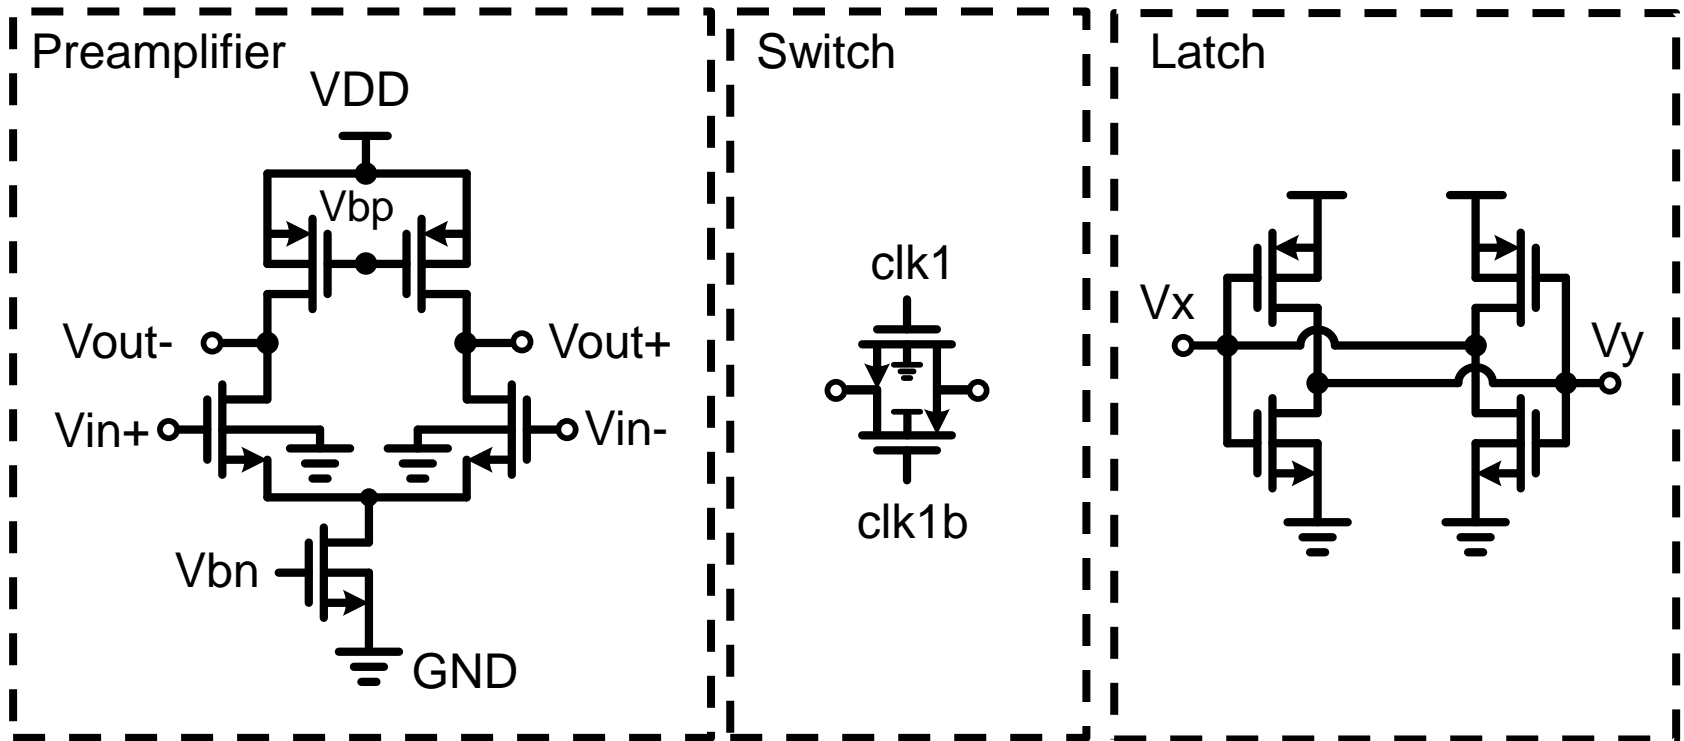 Preamplifier
VDD
Vbp
Vout-
Vout+
Vin+
Vin-
Vbn
GND
Switch
clk1
clk1b
Latch
Vx
Vy